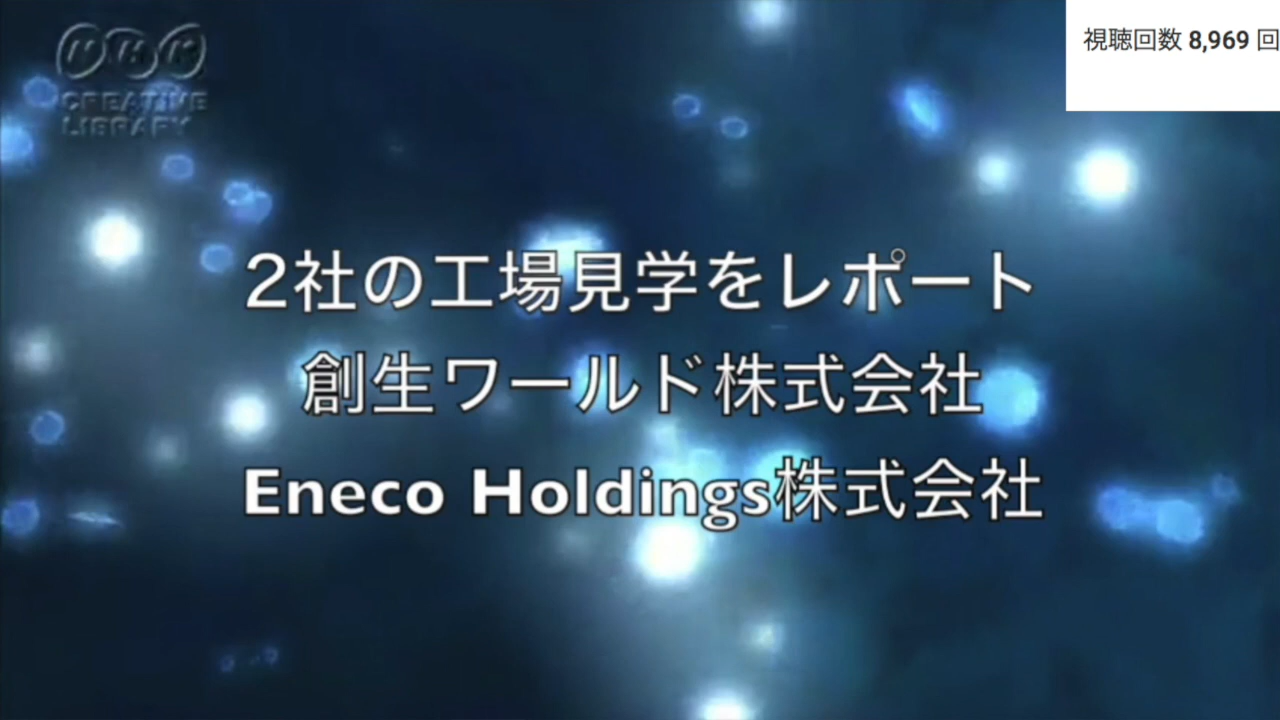 NHK
CREATIVE
LIBRARY
視聴回数 8,969 回
2社の工場見学をレポート
創生ワールド株式会社
Eneco Holdings株式会社